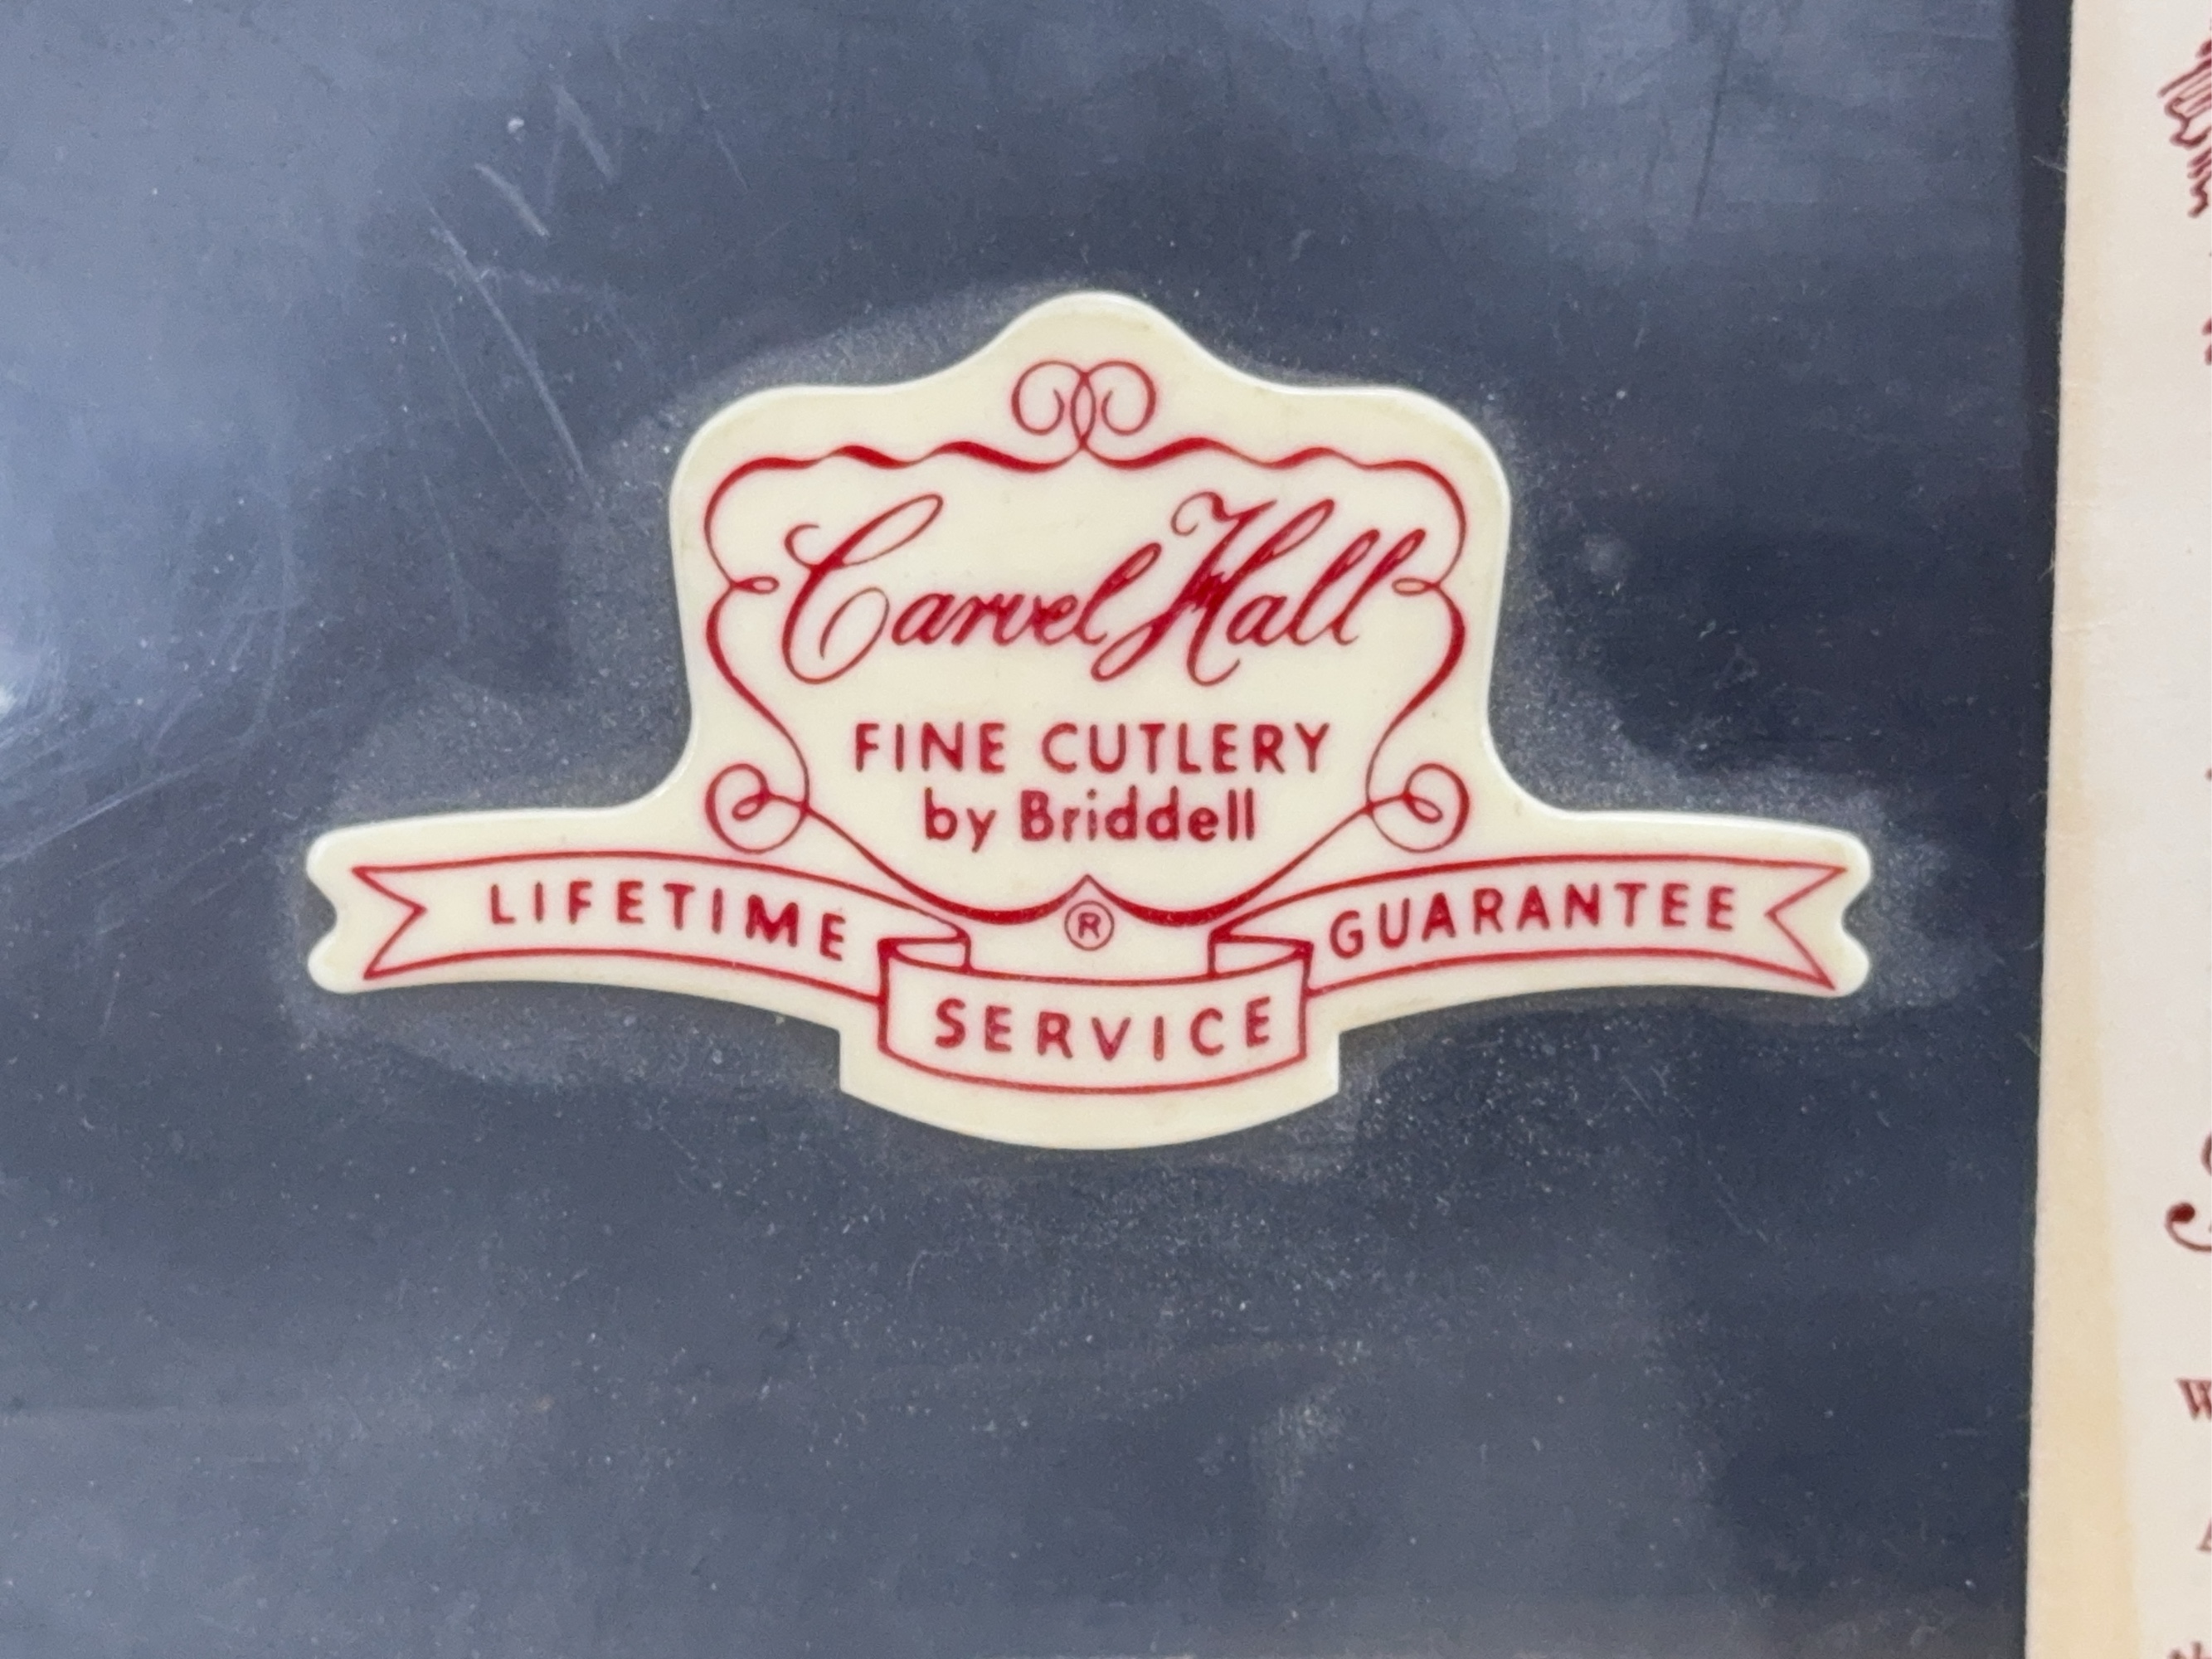 Carvel Hall
FINE CUTLERY
by Briddell
®
LIFETIME SERVICE GUARANTEE